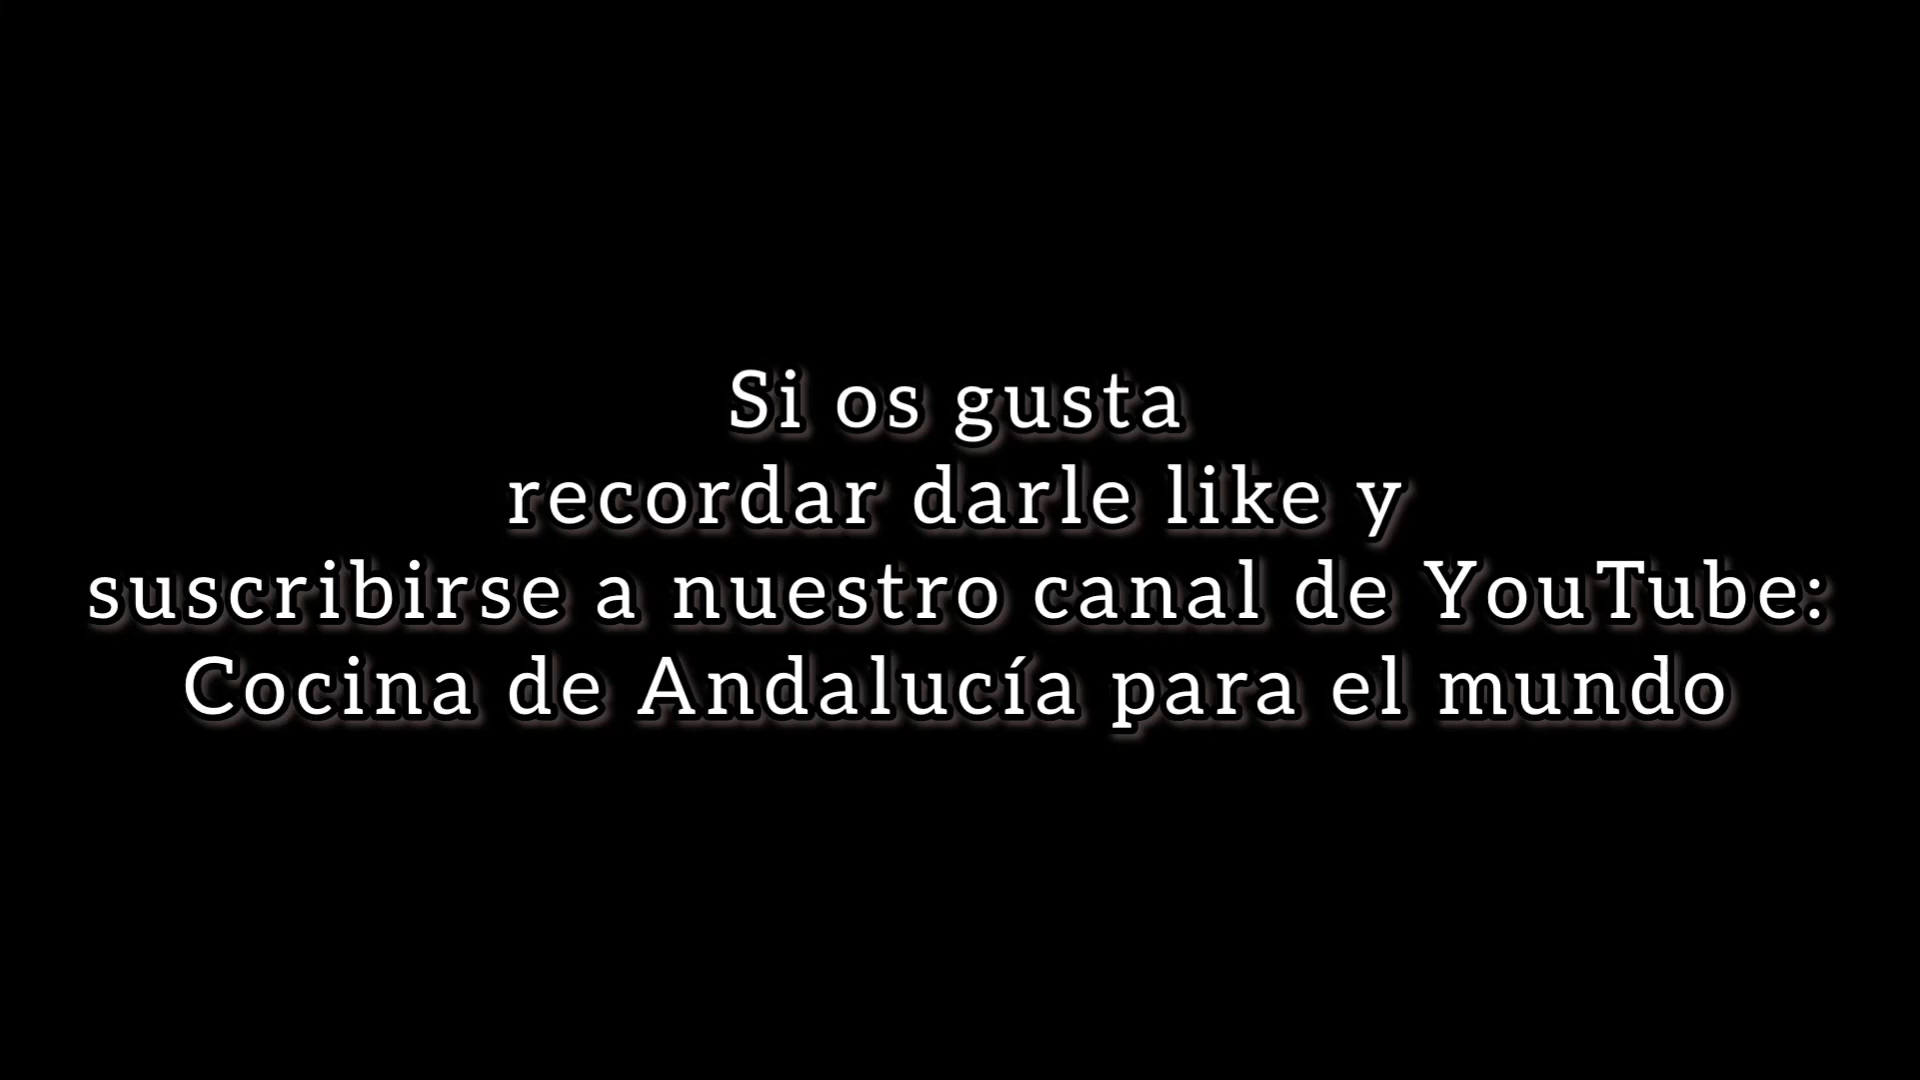 Si os gusta
recordar darle like y
suscribirse a nuestro canal de YouTube:
Cocina de Andalucía para el mundo